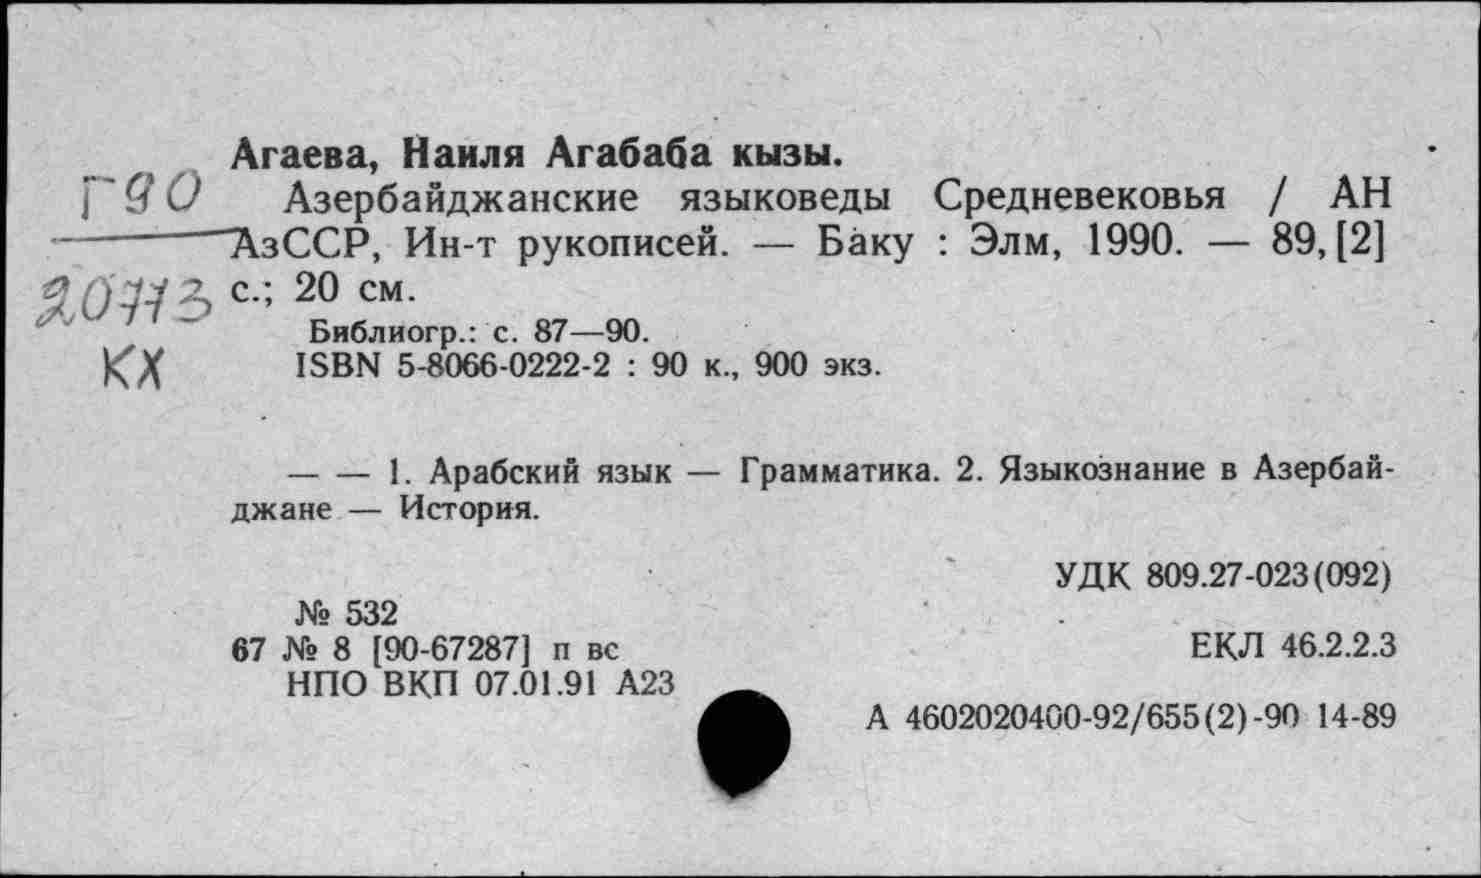 Агаева, Наиля Агабаба кызы.
Г90
Азербайджанские языковеды Средневековья / АН
АзССР, Ин-т рукописей. — Баку : Элм, 1990. — 89, [2]
с.; 20 см.
Библиогр.: с. 87—90.
КХ
ISBN 5-8066-0222-2 : 90 к., 900 экз.
— — 1. Арабский язык — Грамматика. 2. Языкознание в Азербай-
джане — История.
УДК 809.27-023(092)
№ 532
67 № 8 [90-67287] п вс
ЕКЛ 46.2.2.3
НПО ВКП 07.01.91 А23
А 4602020400-92/655(2)-90 14-89